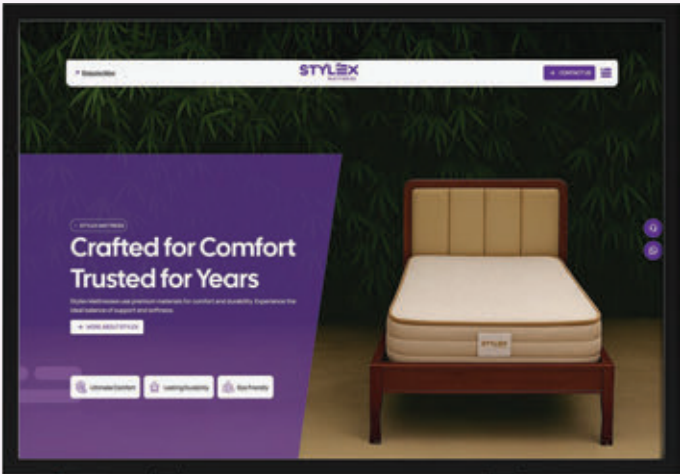 STYLEX
MATTRESS
CONTACT US
STYLEX MATTRESS
Crafted for Comfort
Trusted for Years
Stylex Mattresses use premium materials for comfort and durability. Experience the
ideal balance of support and softness.
MORE ABOUT STYLEX
Ultimate Comfort
Lasting Durability
Eco Friendly
STYLEX